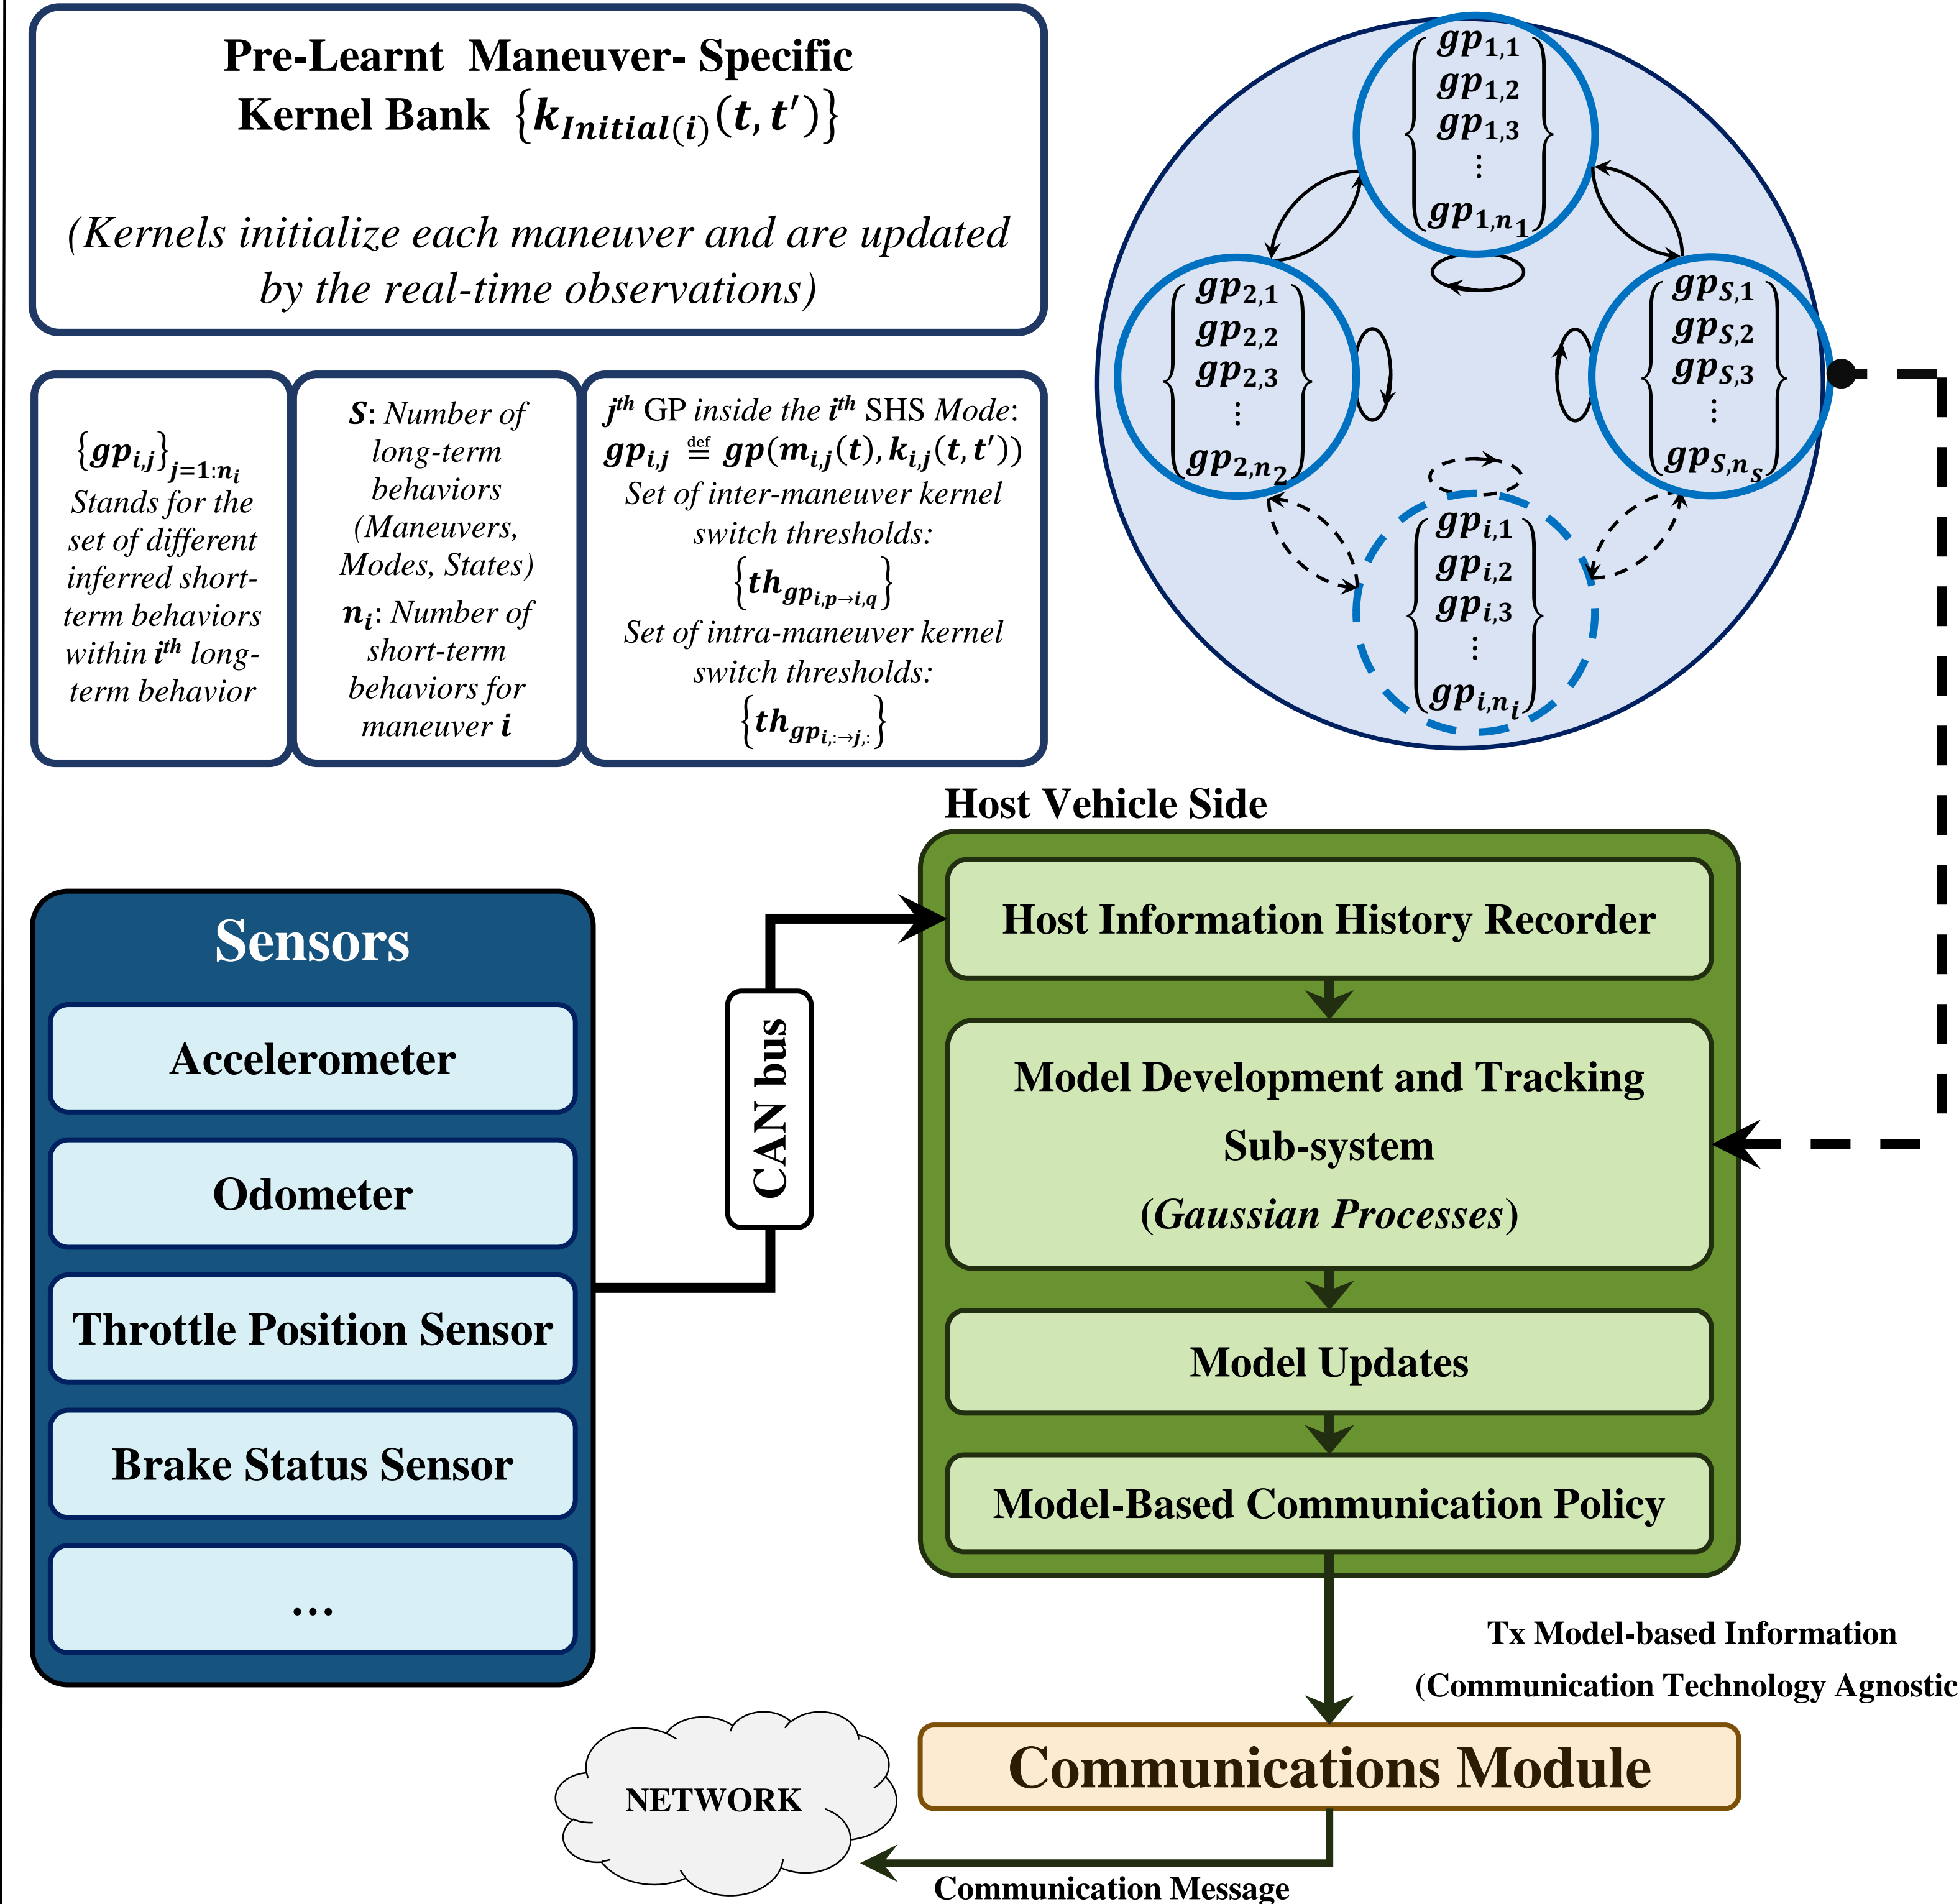 Pre-Learnt Maneuver- Specific
Kernel Bank {k_Initial(i)(t, t′)}
(Kernels initialize each maneuver and are updated
by the real-time observations)
{gp_i,j}_j=1:n_i
Stands for the
set of different
inferred short-
term behaviors
within i^th long-
term behavior
S: Number of
long-term
behaviors
(Maneuvers,
Modes, States)
n_i: Number of
short-term
behaviors for
maneuver i
j^th GP inside the i^th SHS Mode:
gp_i,j ≝ gp(m_i,j(t), k_i,j(t, t′))
Set of inter-maneuver kernel
switch thresholds:
{th_gp_i,p→i,q}
Set of intra-maneuver kernel
switch thresholds:
{th_gp_i,:→j,:}
gp_1,1
gp_1,2
gp_1,3
⋮
gp_1,n_1
gp_2,1
gp_2,2
gp_2,3
⋮
gp_2,n_2
gp_S,1
gp_S,2
gp_S,3
⋮
gp_S,n_s
gp_i,1
gp_i,2
gp_i,3
⋮
gp_i,n_i
Sensors
Accelerometer
Odometer
Throttle Position Sensor
Brake Status Sensor
...
CAN bus
Host Vehicle Side
Host Information History Recorder
Model Development and Tracking
Sub-system
(Gaussian Processes)
Model Updates
Model-Based Communication Policy
Tx Model-based Information
(Communication Technology Agnostic
Communications Module
NETWORK
Communication Message